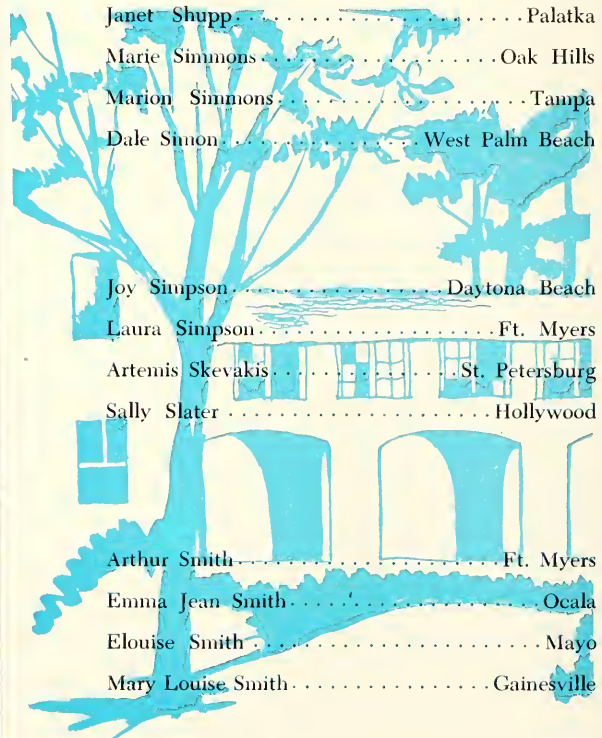 Janet Shupp . . . . . . . . . . . . . . . . . . . . Palatka
Marie Simmons . . . . . . . . . . . . . . . . Oak Hills
Marion Simmons . . . . . . . . . . . . . . . . . Tampa
Dale Simon . . . . . . . . . . . . . West Palm Beach
Joy Simpson . . . . . . . . . . . . . . Daytona Beach
Laura Simpson . . . . . . . . . . . . . . . . Ft. Myers
Artemis Skevakis . . . . . . . . . . . . St. Petersburg
Sally Slater . . . . . . . . . . . . . . . . . . Hollywood
Arthur Smith . . . . . . . . . . . . . . . . . Ft. Myers
Emma Jean Smith . . . . . . . . . . . . . . . . Ocala
Elouise Smith . . . . . . . . . . . . . . . . . . . Mayo
Mary Louise Smith . . . . . . . . . . . . . Gainesville